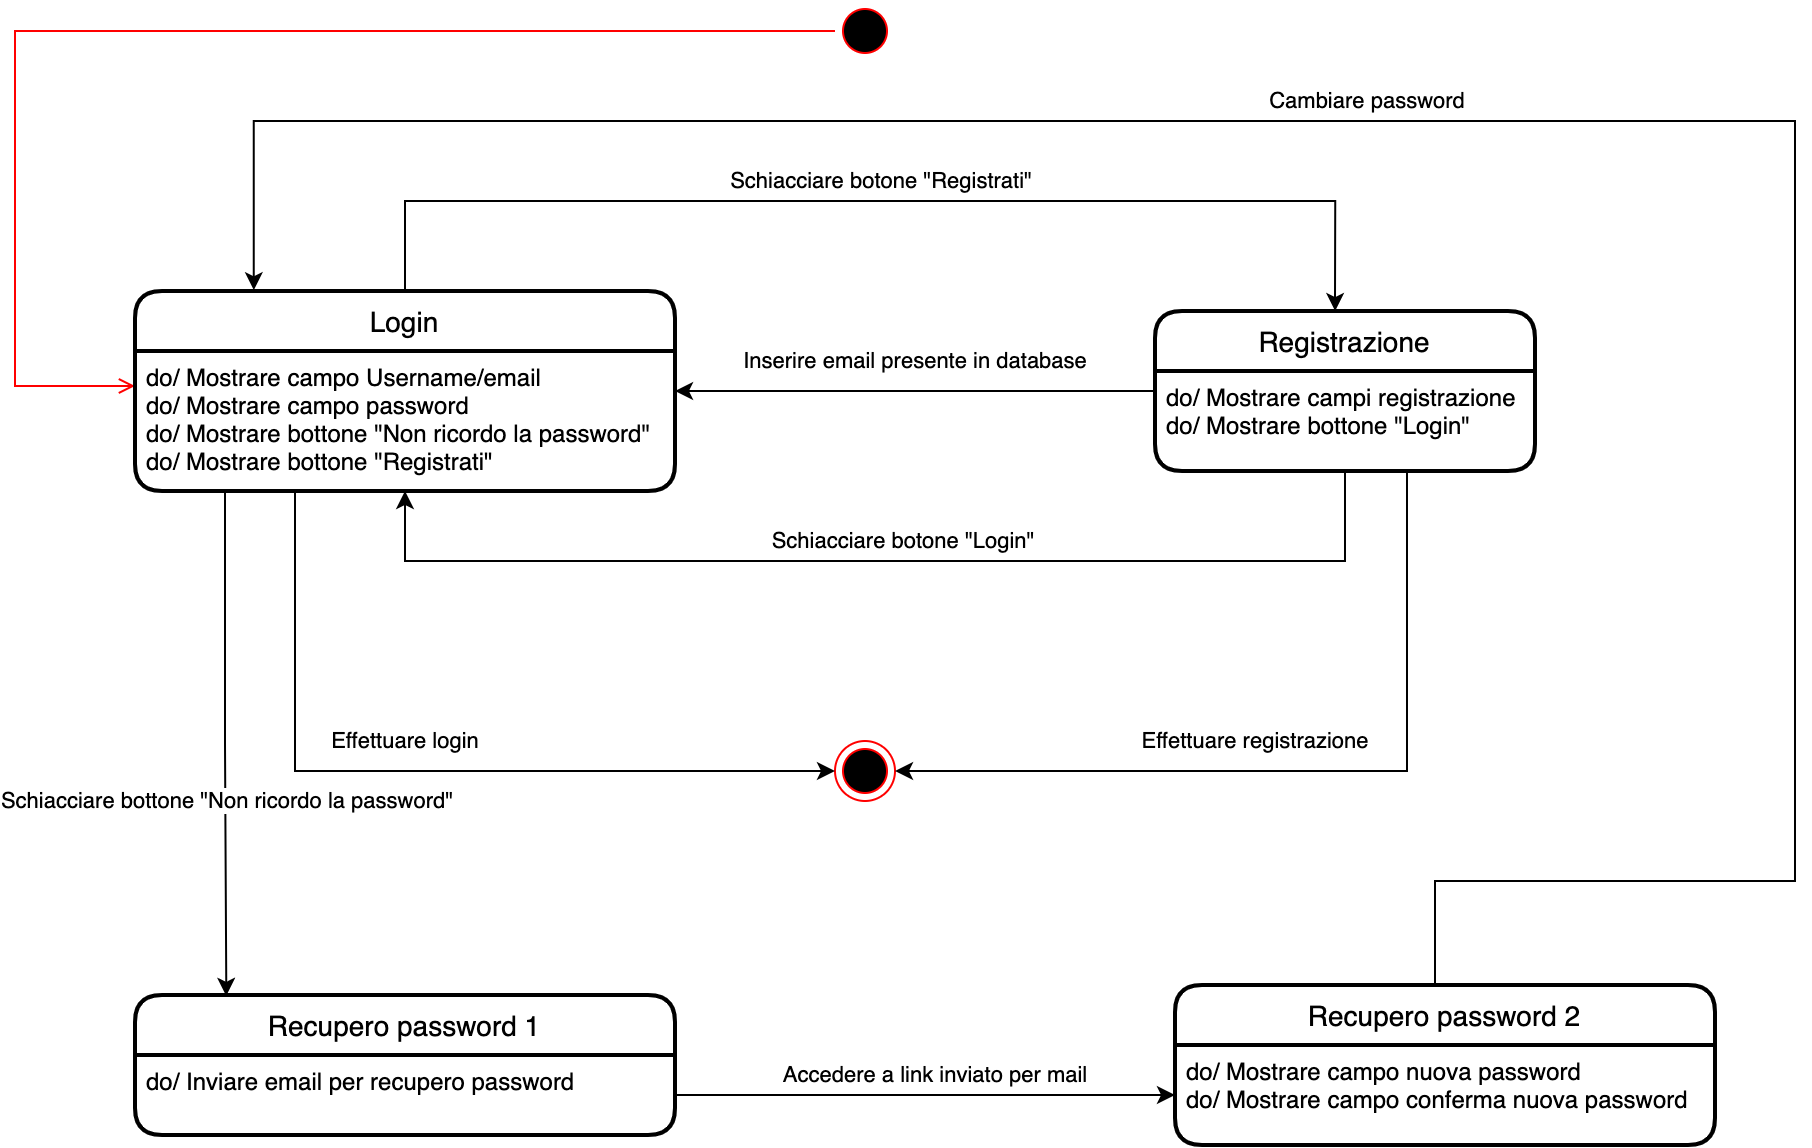 Cambiare password
Schiacciare botone "Registrati"
Login
do/ Mostrare campo Username/email
do/ Mostrare campo password
do/ Mostrare bottone "Non ricordo la password"
do/ Mostrare bottone "Registrati"
Inserire email presente in database
Registrazione
do/ Mostrare campi registrazione
do/ Mostrare bottone "Login"
Schiacciare botone "Login"
Effettuare login
Effettuare registrazione
Schiacciare bottone "Non ricordo la password"
Recupero password 1
do/ Inviare email per recupero password
Accedere a link inviato per mail
Recupero password 2
do/ Mostrare campo nuova password
do/ Mostrare campo conferma nuova password